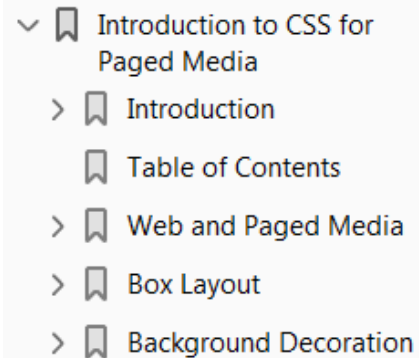 Introduction to CSS for
Paged Media
Introduction
Table of Contents
Web and Paged Media
Box Layout
Background Decoration